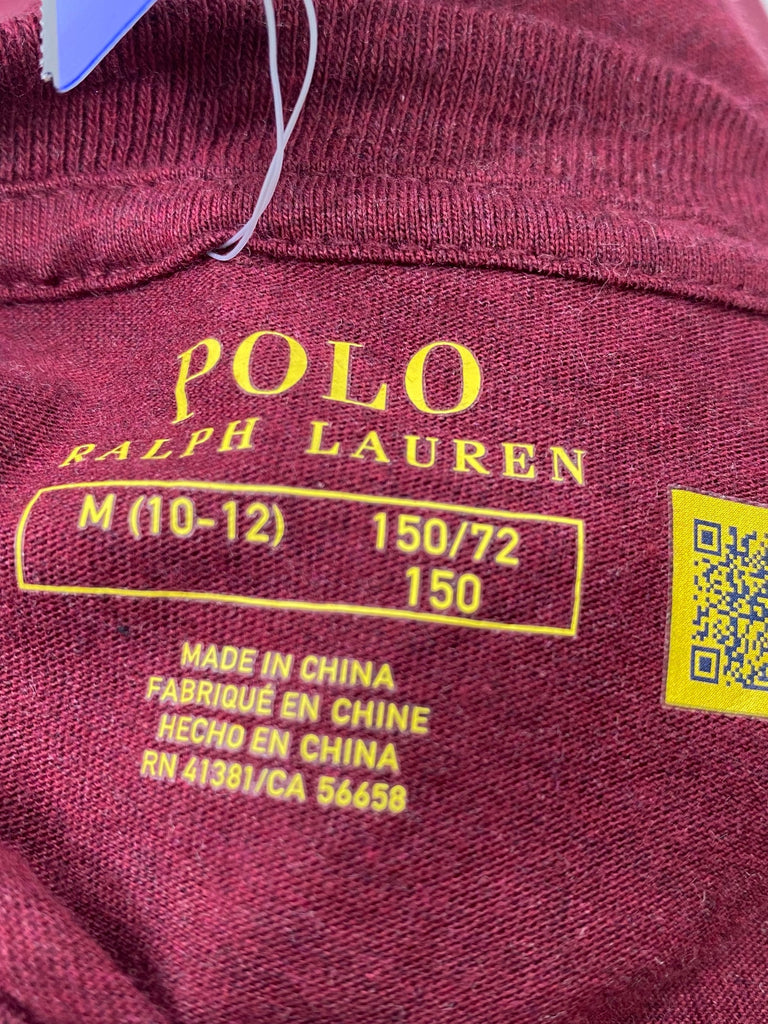 POLO
RALPH LAUREN
M (10-12) 150/72
150
MADE IN CHINA
FABRIQUÉ EN CHINE
HECHO EN CHINA
RN 41381/CA 56658